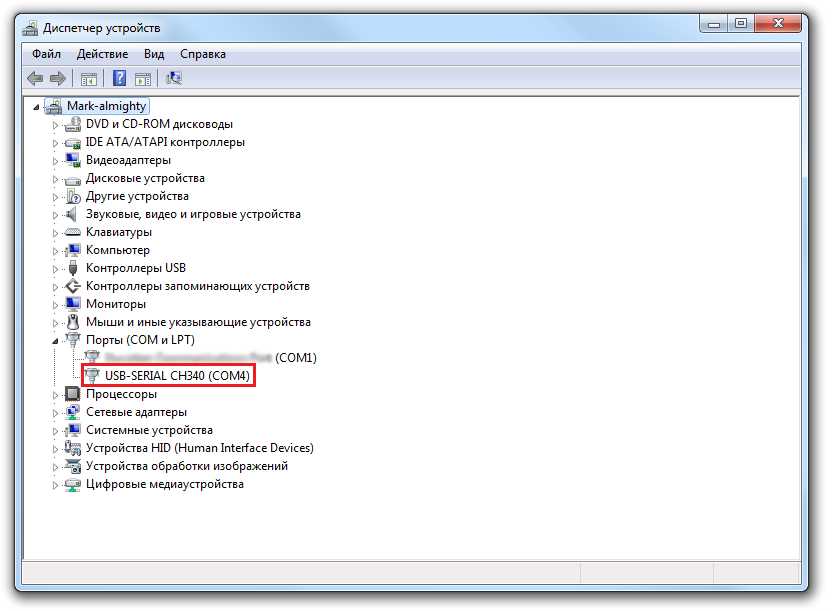 Диспетчер устройств
Файл Действие Вид Справка
Mark-almighty
DVD и CD-ROM дисководы
IDE ATA/ATAPI контроллеры
Видеоадаптеры
Дисковые устройства
Другие устройства
Звуковые, видео и игровые устройства
Клавиатуры
Компьютер
Контроллеры USB
Контроллеры запоминающих устройств
Мониторы
Мыши и иные указывающие устройства
Порты (COM и LPT)
(COM1)
USB-SERIAL CH340 (COM4)
Процессоры
Сетевые адаптеры
Системные устройства
Устройства HID (Human Interface Devices)
Устройства обработки изображений
Цифровые медиаустройства